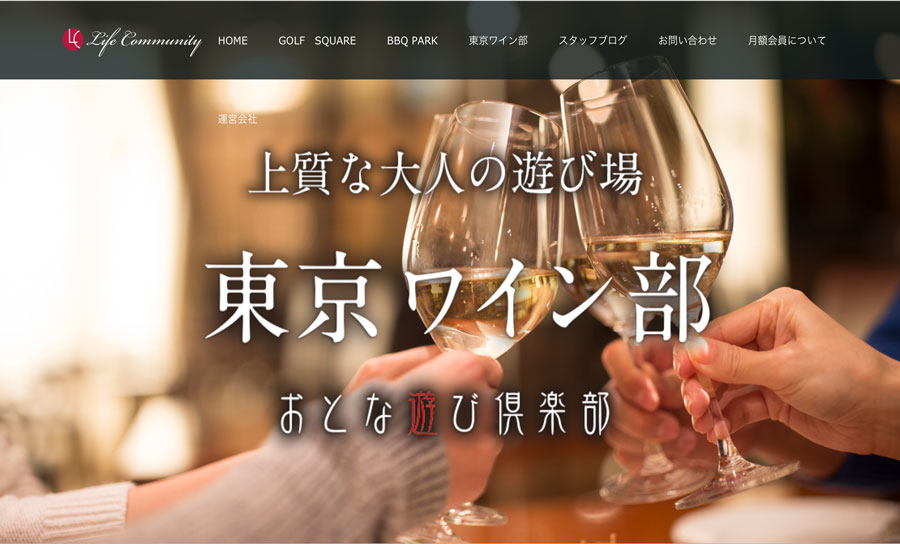 LC Life Community HOME GOLF SQUARE BBQ PARK 東京ワイン部 スタッフブログ お問い合わせ 月額会員について
運営会社
上質な大人の遊び場
東京ワイン部
おとな遊び倶楽部